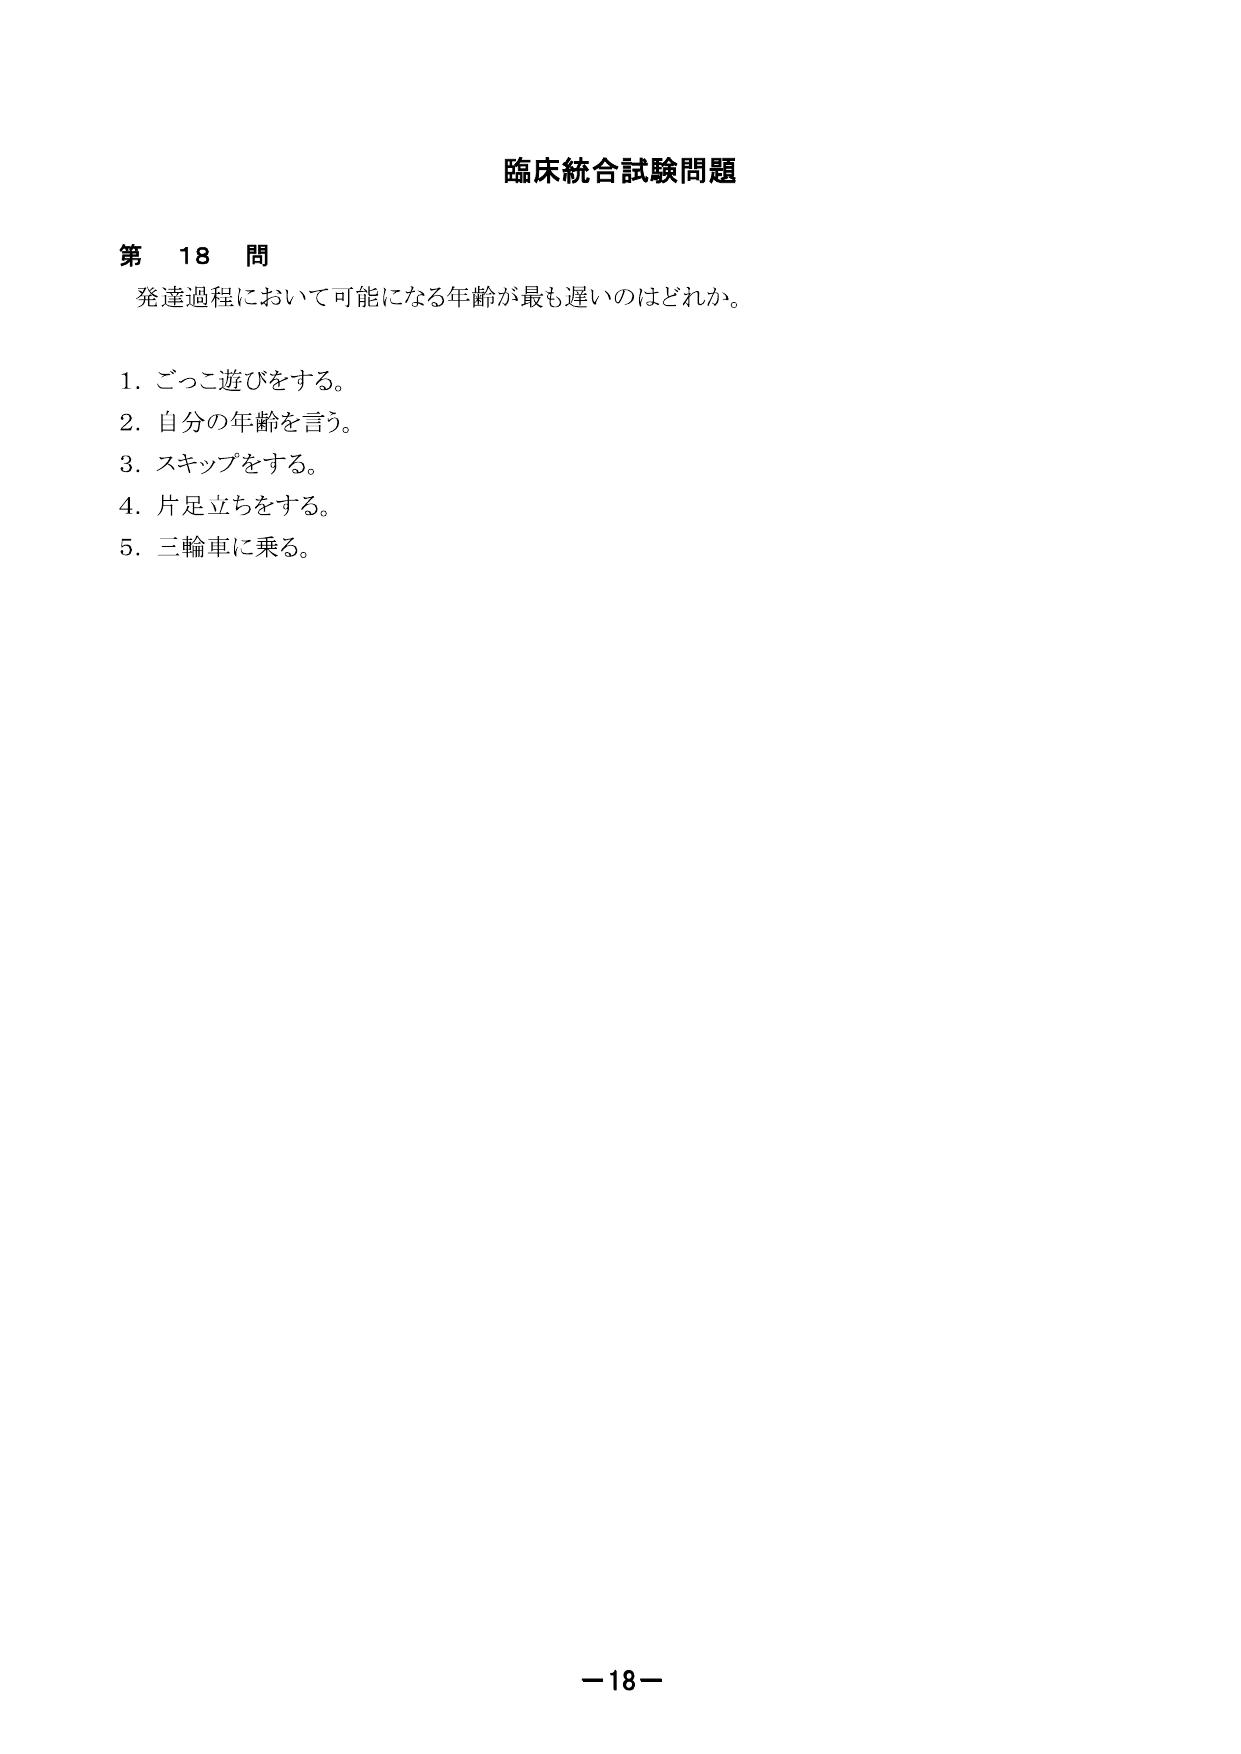 臨床統合試験問題
第 18 問
発達過程において可能になる年齢が最も遅いのはどれか。
1. ごっこ遊びをする。
2. 自分の年齢を言う。
3. スキップをする。
4. 片足立ちをする。
5. 三輪車に乗る。
－18－